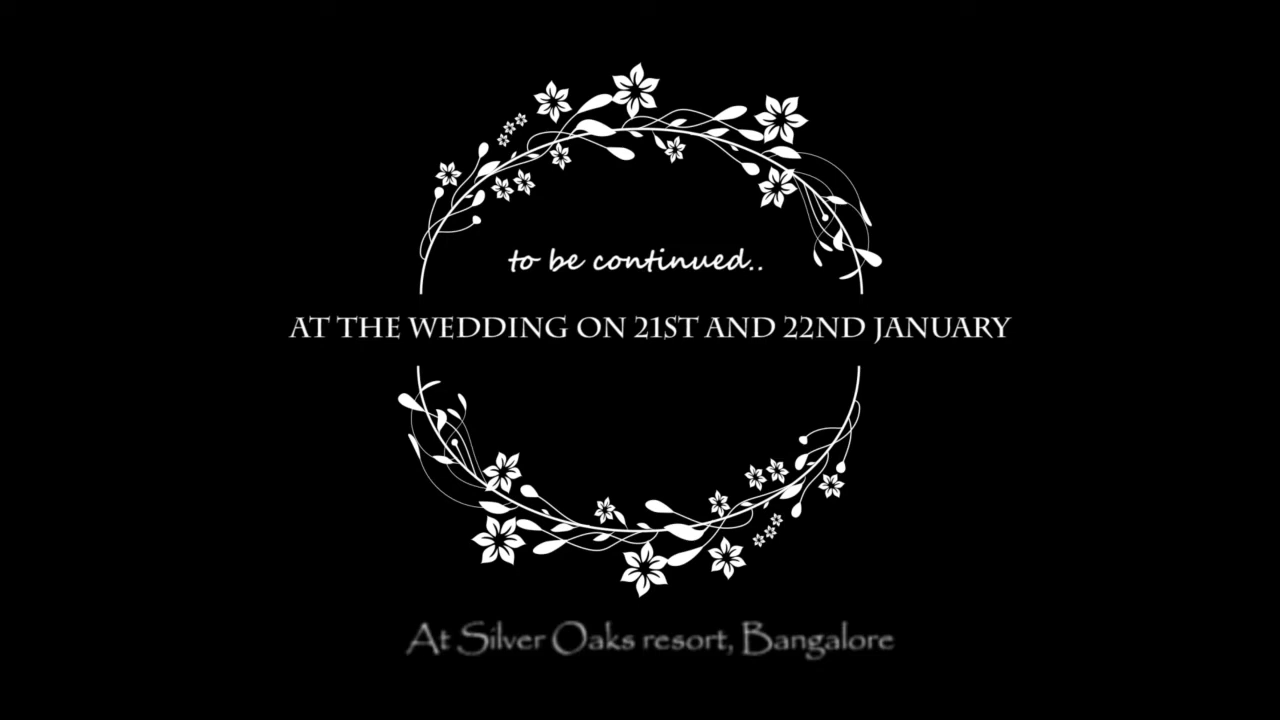 to be continued..
AT THE WEDDING ON 21ST AND 22ND JANUARY
At Silver Oaks resort, Bangalore